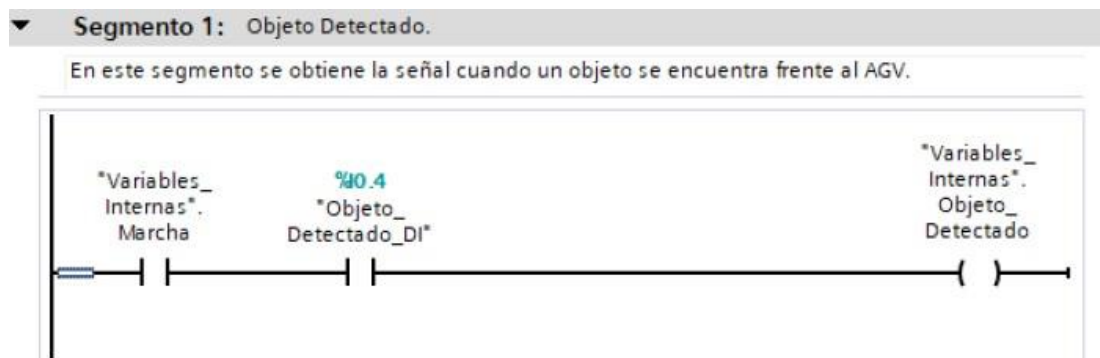 Segmento 1: Objeto Detectado.
En este segmento se obtiene la señal cuando un objeto se encuentra frente al AGV.
"Variables_
Internas".
Marcha
%I0.4
"Objeto_
Detectado_DI"
"Variables_
Internas".
Objeto_
Detectado